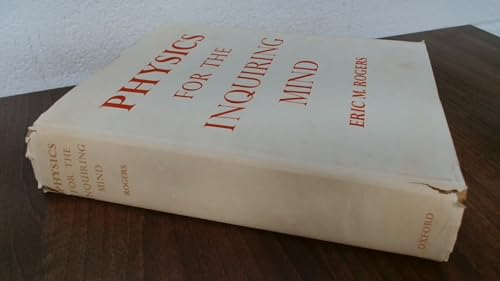 PHYSICS
FOR THE
INQUIRING
MIND
ERIC M. ROGERS
PHYSICS
FOR THE
INQUIRING
MIND
ROGERS
OXFORD